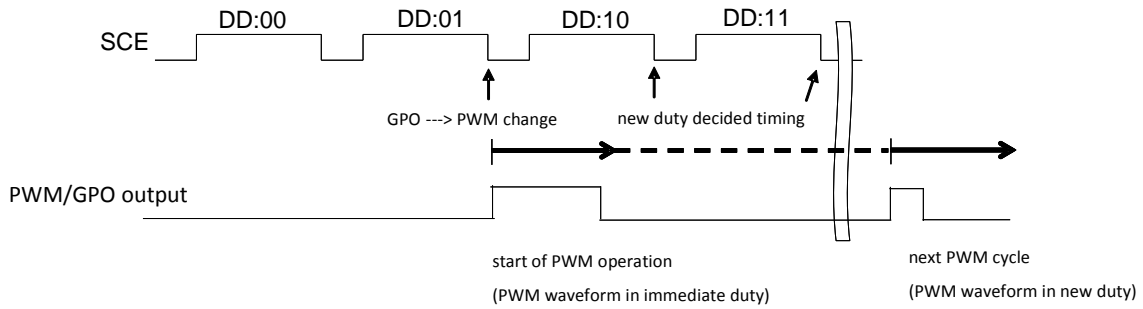 DD:00 DD:01 DD:10 DD:11
SCE
GPO ---> PWM change new duty decided timing
PWM/GPO output
start of PWM operation next PWM cycle
(PWM waveform in immediate duty) (PWM waveform in new duty)